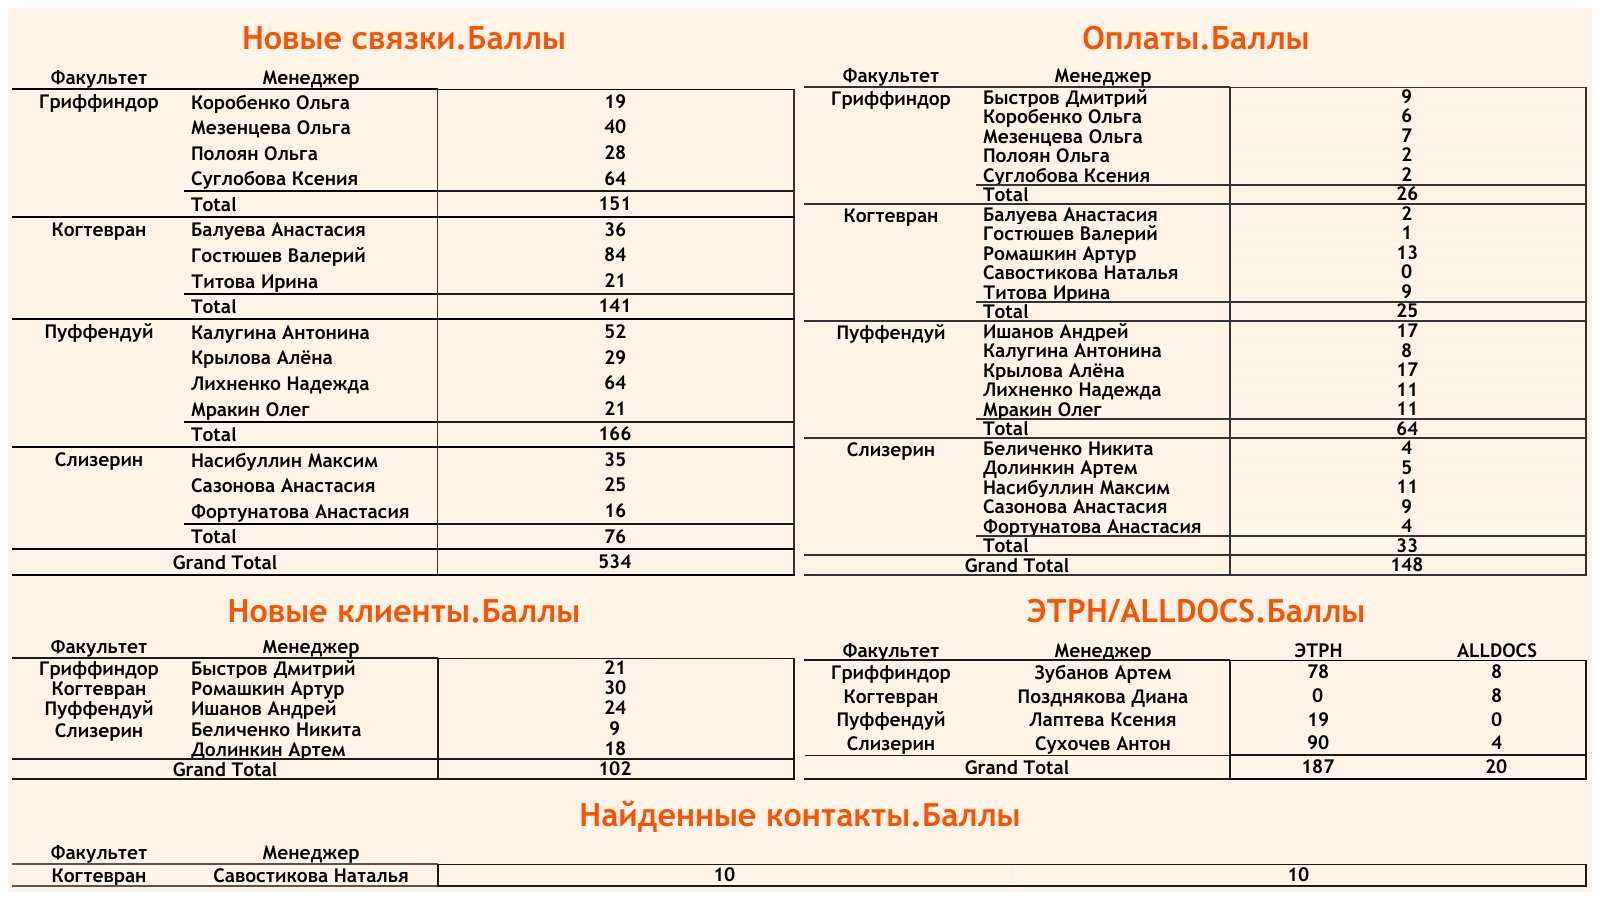 Новые связки.Баллы
Факультет Менеджер
Гриффиндор Коробенко Ольга 19
Мезенцева Ольга 40
Полоян Ольга 28
Суглобова Ксения 64
Total 151
Когтевран Балуева Анастасия 36
Гостюшев Валерий 84
Титова Ирина 21
Total 141
Пуффендуй Калугина Антонина 52
Крылова Алёна 29
Лихненко Надежда 64
Мракин Олег 21
Total 166
Слизерин Насибуллин Максим 35
Сазонова Анастасия 25
Фортунатова Анастасия 16
Total 76
Grand Total 534
Оплаты.Баллы
Факультет Менеджер
Гриффиндор Быстров Дмитрий 9
Коробенко Ольга 6
Мезенцева Ольга 7
Полоян Ольга 2
Суглобова Ксения 2
Total 26
Когтевран Балуева Анастасия 2
Гостюшев Валерий 1
Ромашкин Артур 13
Савостикова Наталья 0
Титова Ирина 9
Total 25
Пуффендуй Ишанов Андрей 17
Калугина Антонина 8
Крылова Алёна 17
Лихненко Надежда 11
Мракин Олег 11
Total 64
Слизерин Беличенко Никита 4
Долинкин Артем 5
Насибуллин Максим 11
Сазонова Анастасия 9
Фортунатова Анастасия 4
Total 33
Grand Total 148
Новые клиенты.Баллы
Факультет Менеджер
Гриффиндор Быстров Дмитрий 21
Когтевран Ромашкин Артур 30
Пуффендуй Ишанов Андрей 24
Слизерин Беличенко Никита 9
Долинкин Артем 18
Grand Total 102
ЭТРН/ALLDOCS.Баллы
Факультет Менеджер ЭТРН ALLDOCS
Гриффиндор Зубанов Артем 78 8
Когтевран Позднякова Диана 0 8
Пуффендуй Лаптева Ксения 19 0
Слизерин Сухочев Антон 90 4
Grand Total 187 20
Найденные контакты.Баллы
Факультет Менеджер
Когтевран Савостикова Наталья 10 10